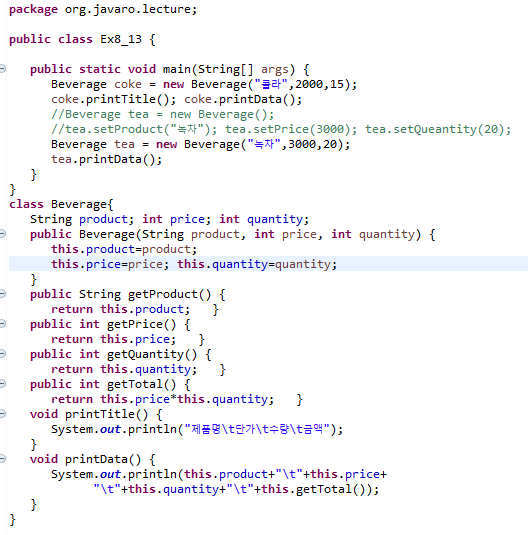 package org.javaro.lecture;
public class Ex8_13 {
public static void main(String[] args) {
Beverage coke = new Beverage("콜라",2000,15);
coke.printTitle(); coke.printData();
//Beverage tea = new Beverage();
//tea.setProduct("녹차"); tea.setPrice(3000); tea.setQueantity(20);
Beverage tea = new Beverage("녹차",3000,20);
tea.printData();
}
}
class Beverage{
String product; int price; int quantity;
public Beverage(String product, int price, int quantity) {
this.product=product;
this.price=price; this.quantity=quantity;
}
public String getProduct() {
return this.product;   }
public int getPrice() {
return this.price;   }
public int getQuantity() {
return this.quantity;   }
public int getTotal() {
return this.price*this.quantity;   }
void printTitle() {
System.out.println("제품명\t단가\t수량\t금액");
}
void printData() {
System.out.println(this.product+"\t"+this.price+
"\t"+this.quantity+"\t"+this.getTotal());
}
}